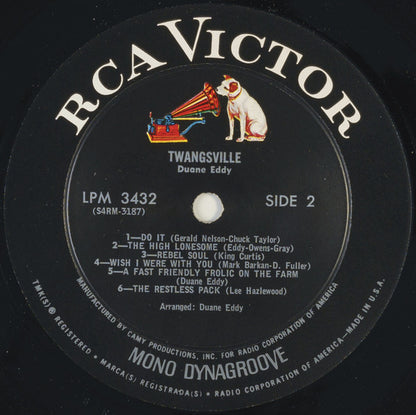 RCA VICTOR
TWANGSVILLE
Duane Eddy
LPM 3432
(S4RM-3187)
SIDE 2
1—DO IT (Gerald Nelson-Chuck Taylor)
2—THE HIGH LONESOME (Eddy-Owens-Gray)
3—REBEL SOUL (King Curtis)
4—WISH I WERE WITH YOU (Mark Barkan-D. Fuller)
5—A FAST FRIENDLY FROLIC ON THE FARM
(Duane Eddy)
6—THE RESTLESS PACK (Lee Hazlewood)
Arranged: Duane Eddy
MANUFACTURED BY CAMY PRODUCTIONS, INC. FOR RADIO CORPORATION OF AMERICA
MONO DYNAGROOVE
TMK(S) ® REGISTERED • MARCA(S) REGISTRADA(S) • RADIO CORPORATION OF AMERICA—MADE IN U.S.A.